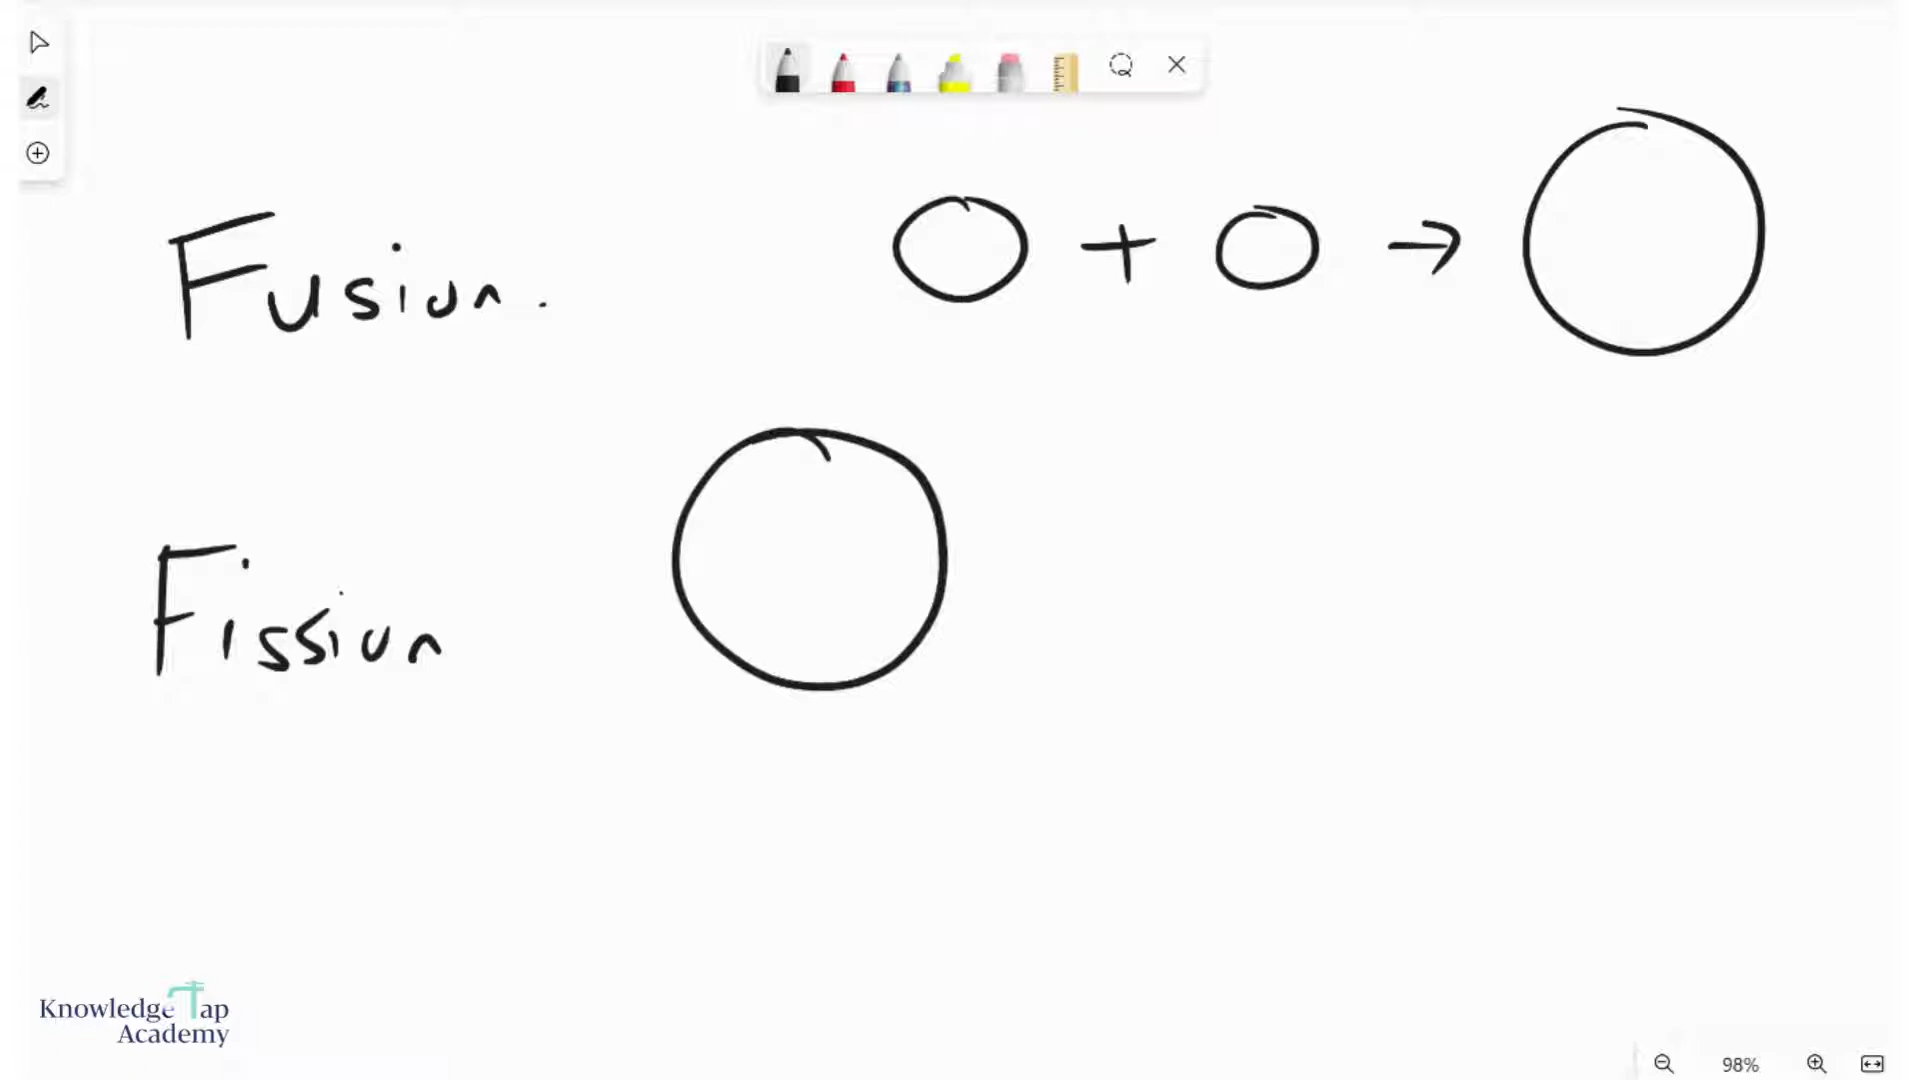 Fusion.
+ →
Fission
Knowledge Tap
Academy
98%